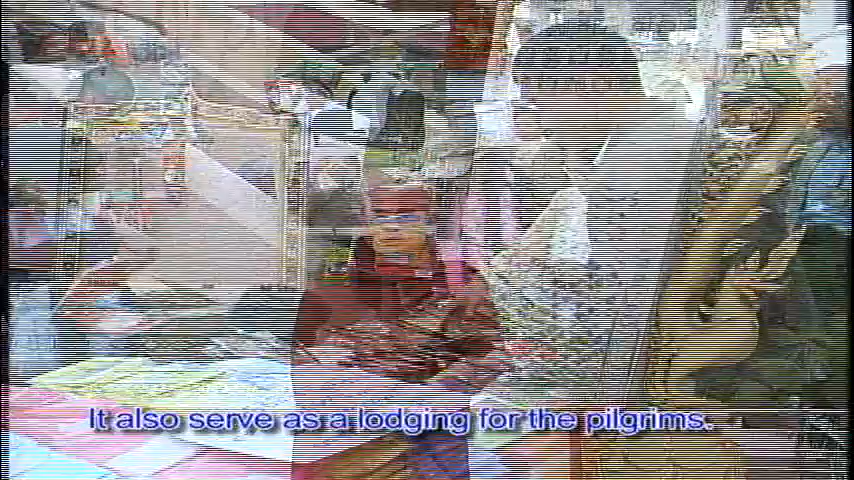 It also serve as a lodging for the pilgrims.